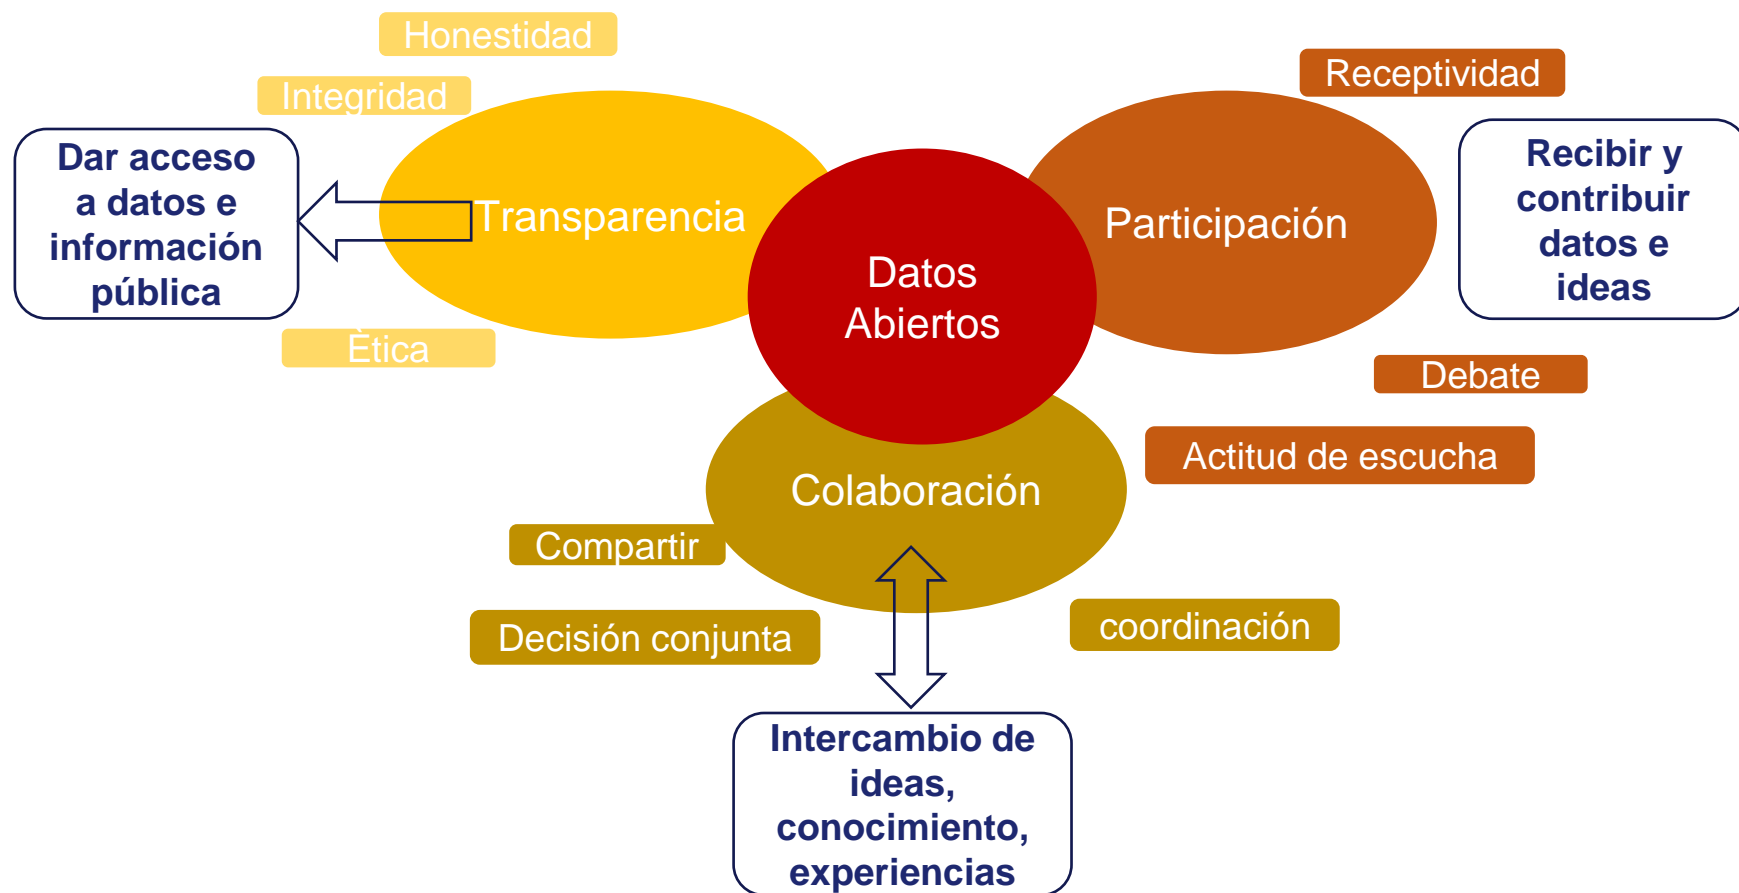 Honestidad
Integridad
Dar acceso
a datos e
información
pública
Transparencia
Ética
Datos
Abiertos
Receptividad
Participación
Recibir y
contribuir
datos e
ideas
Debate
Actitud de escucha
Colaboración
Compartir
Decisión conjunta
coordinación
Intercambio de
ideas,
conocimiento,
experiencias